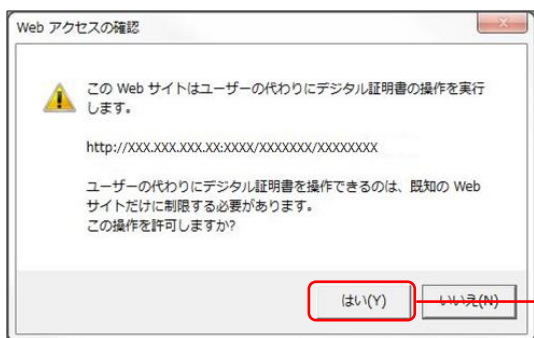 Web アクセスの確認
この Web サイトはユーザーの代わりにデジタル証明書の操作を実行
します。
http://XXX.XXX.XXX.XX:XXXX/XXXXXXX/XXXXXXXX
ユーザーの代わりにデジタル証明書を操作できるのは、既知の Web
サイトだけに制限する必要があります。
この操作を許可しますか?
はい(Y) いいえ(N)